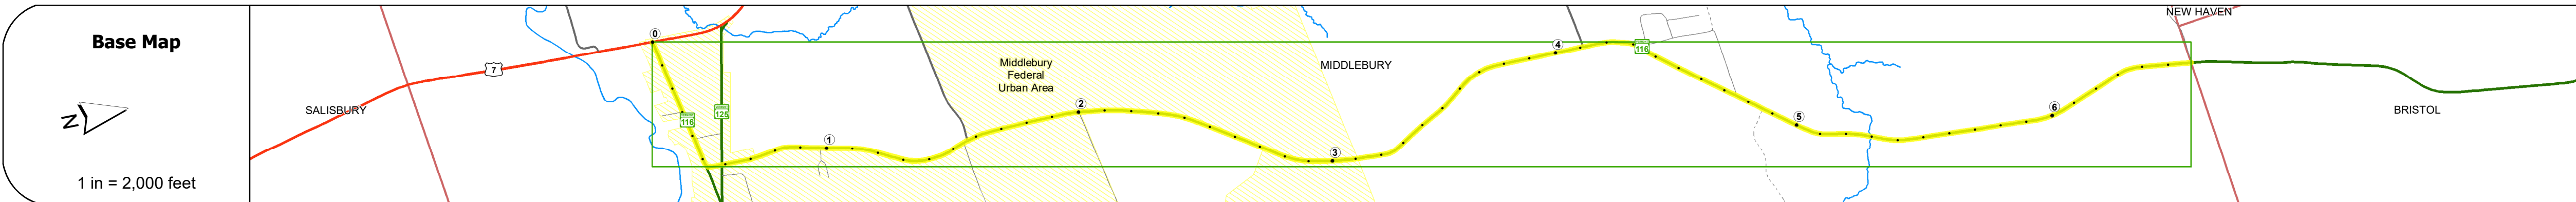 Base Map
N
1 in = 2,000 feet
SALISBURY
7
0
116
125
1
Middlebury
Federal
Urban Area
2
MIDDLEBURY
3
4
116
5
6
NEW HAVEN
BRISTOL